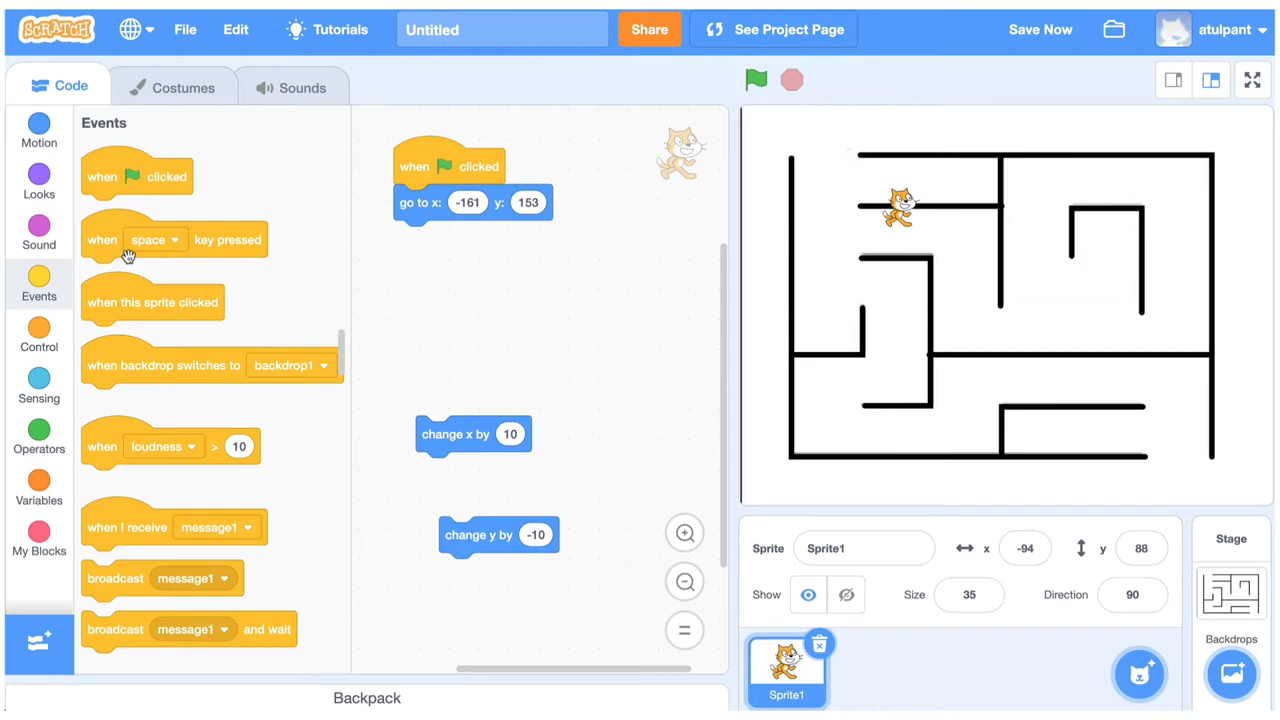 SCRATCH File Edit Tutorials Untitled Share See Project Page Save Now atulpant
Code Costumes Sounds
Motion
Looks
Sound
Events
Control
Sensing
Operators
Variables
My Blocks
Events
when clicked
when space key pressed
when this sprite clicked
when backdrop switches to backdrop1
when loudness > 10
when I receive message1
broadcast message1
broadcast message1 and wait
when clicked
go to x: -161 y: 153
change x by 10
change y by -10
Backpack
Sprite Sprite1 x -94 y 88
Show Size 35 Direction 90
Sprite1
Stage
Backdrops